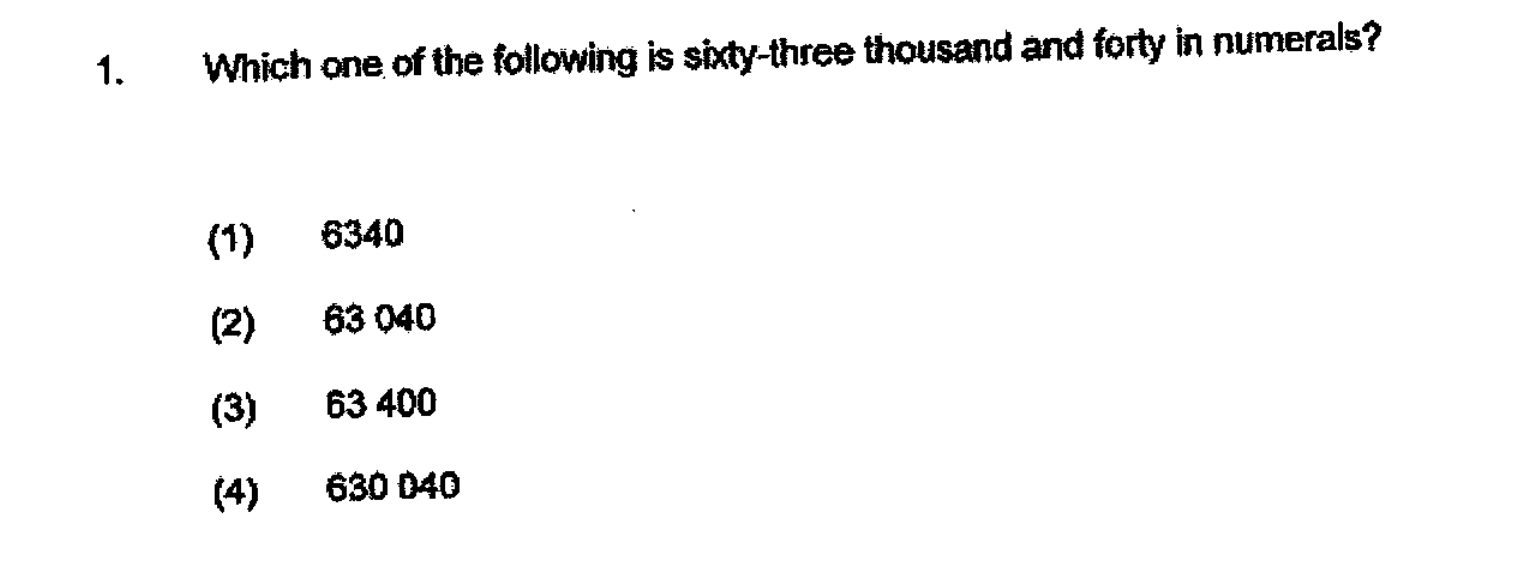 1. Which one of the following is sixty-three thousand and forty in numerals?
(1) 6340
(2) 63 040
(3) 63 400
(4) 630 040